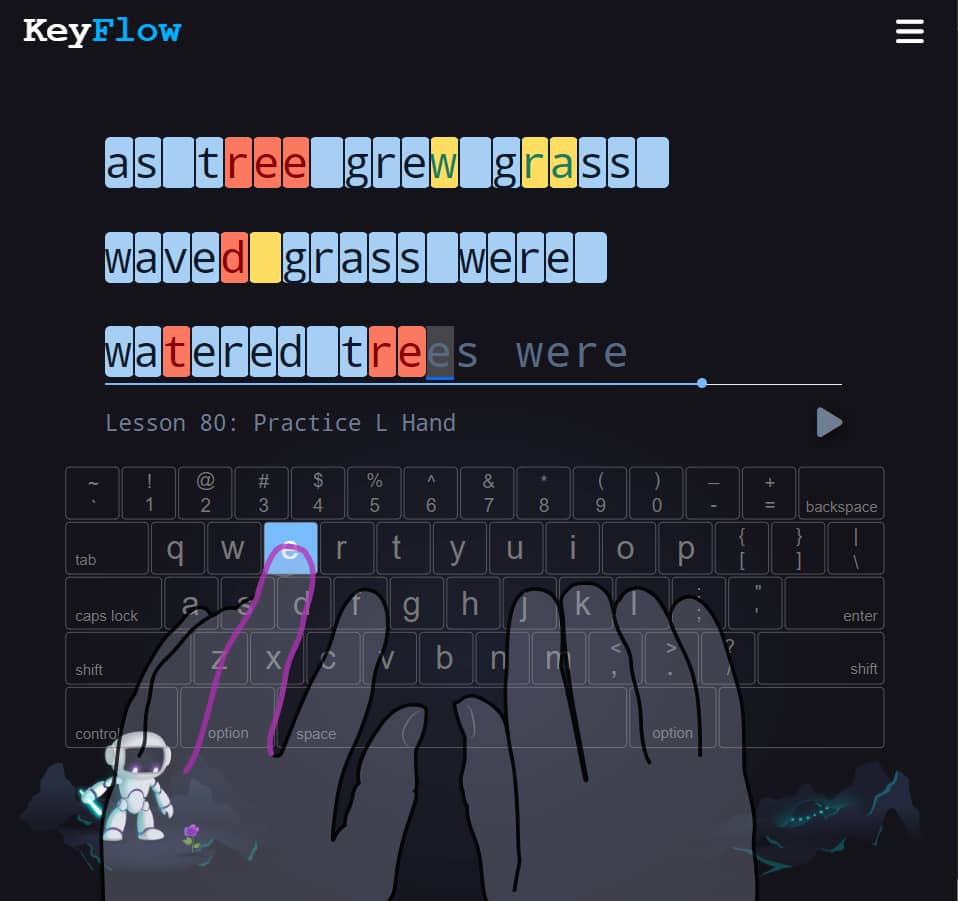 KeyFlow
as tree grew grass
waved grass were
watered trees were
Lesson 80: Practice L Hand
~ ! @ # $ % ^ & * ( ) _ +
` 1 2 3 4 5 6 7 8 9 0 - = backspace
tab q w e r t y u i o p { [ } ] | \
caps lock a s d f g h j k l : ; " ' enter
shift z x c v b n m < , > . ? / shift
control option space option